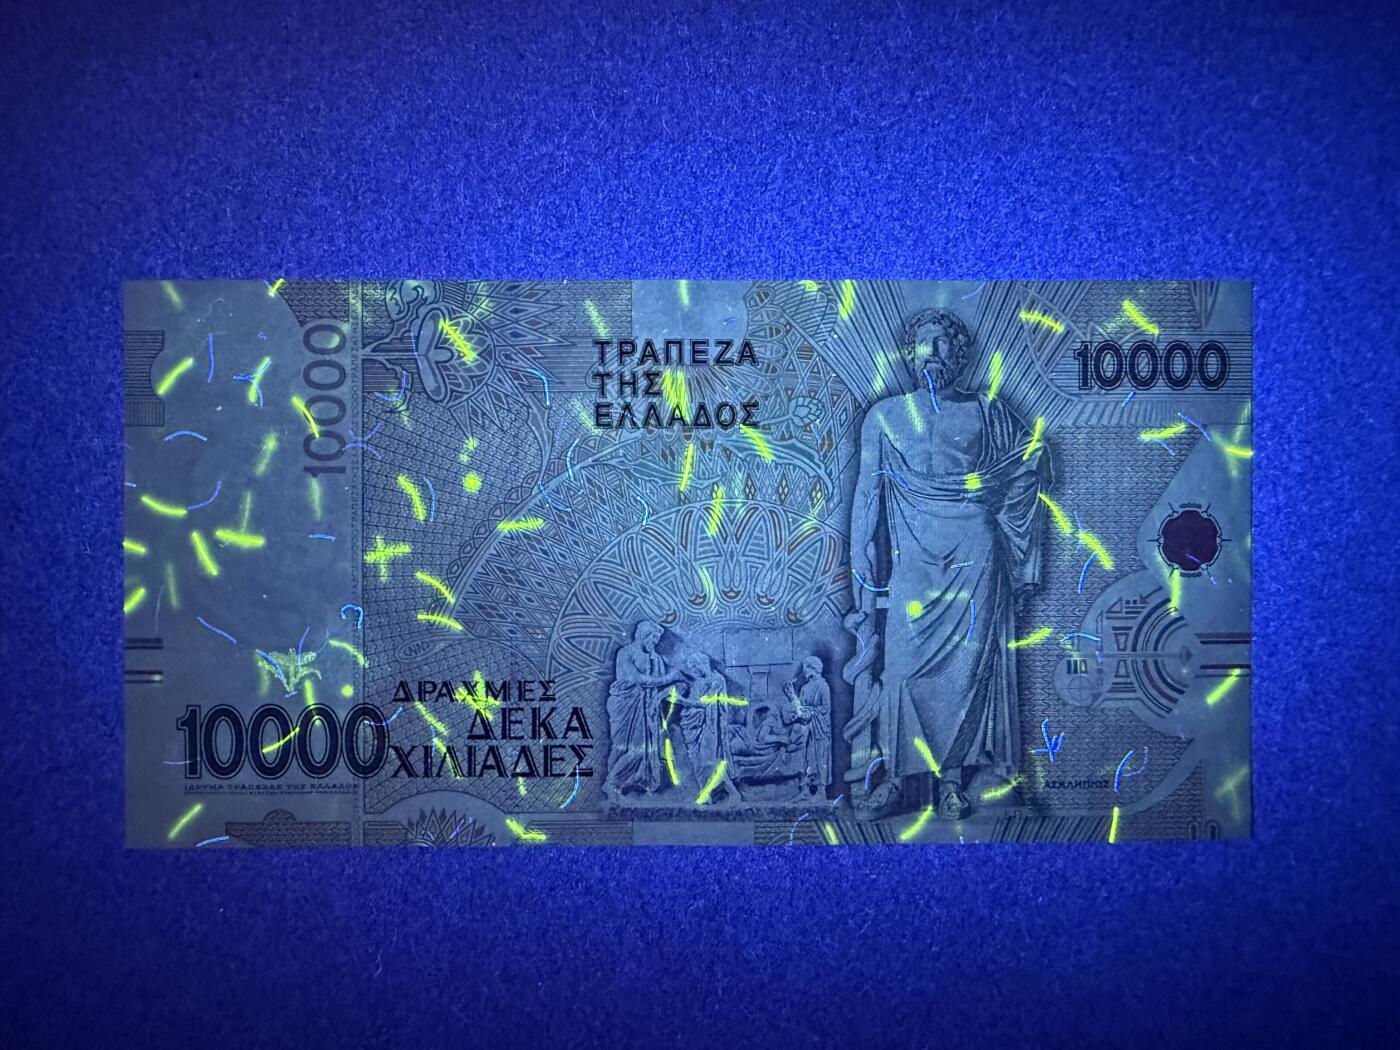 ΤΡΑΠΕΖΑ
ΤΗΣ
ΕΛΛΑΔΟΣ
10000
10000
ΔΡΑΧΜΕΣ
ΔΕΚΑ
ΧΙΛΙΑΔΕΣ
10000
ΙΔΡΥΜΑ ΤΡΑΠΕΖΗΣ ΤΗΣ ΕΛΛΑΔΟΣ
ΑΣΚΛΗΠΙΟΣ